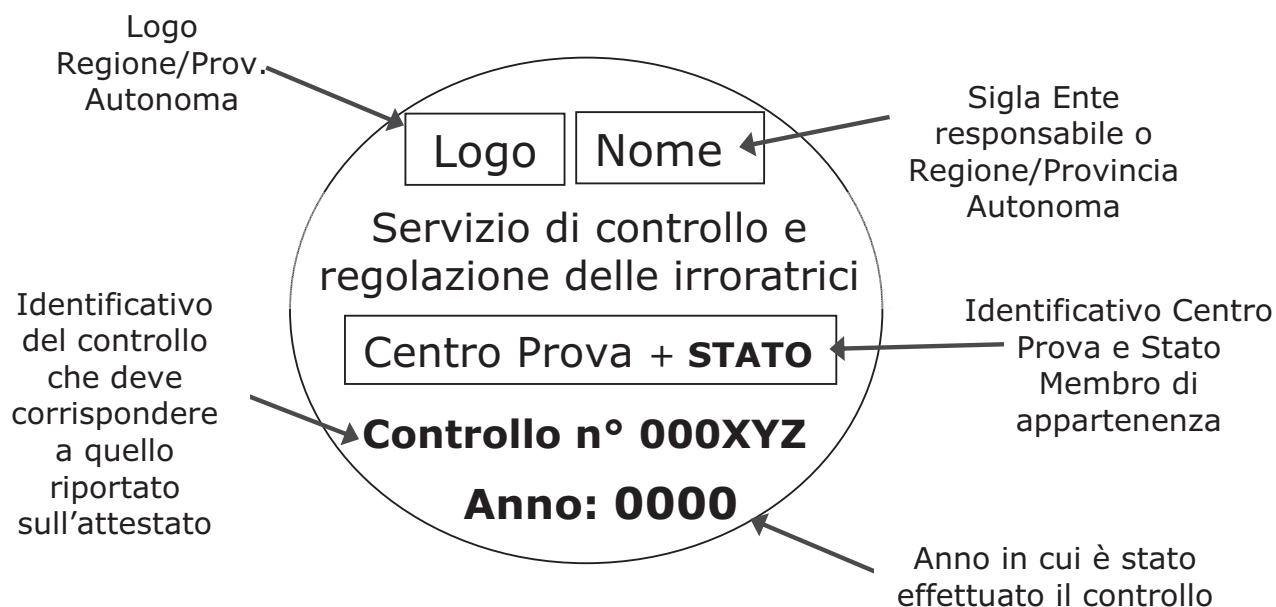 Logo
Regione/Prov.
Autonoma
Sigla Ente
responsabile o
Regione/Provincia
Autonoma
Logo
Nome
Servizio di controllo e
regolazione delle irroratrici
Centro Prova + STATO
Controllo n° 000XYZ
Anno: 0000
Identificativo
del controllo
che deve
corrispondere
a quello
riportato
sull’attestato
Identificativo Centro
Prova e Stato
Membro di
appartenenza
Anno in cui è stato
effettuato il controllo